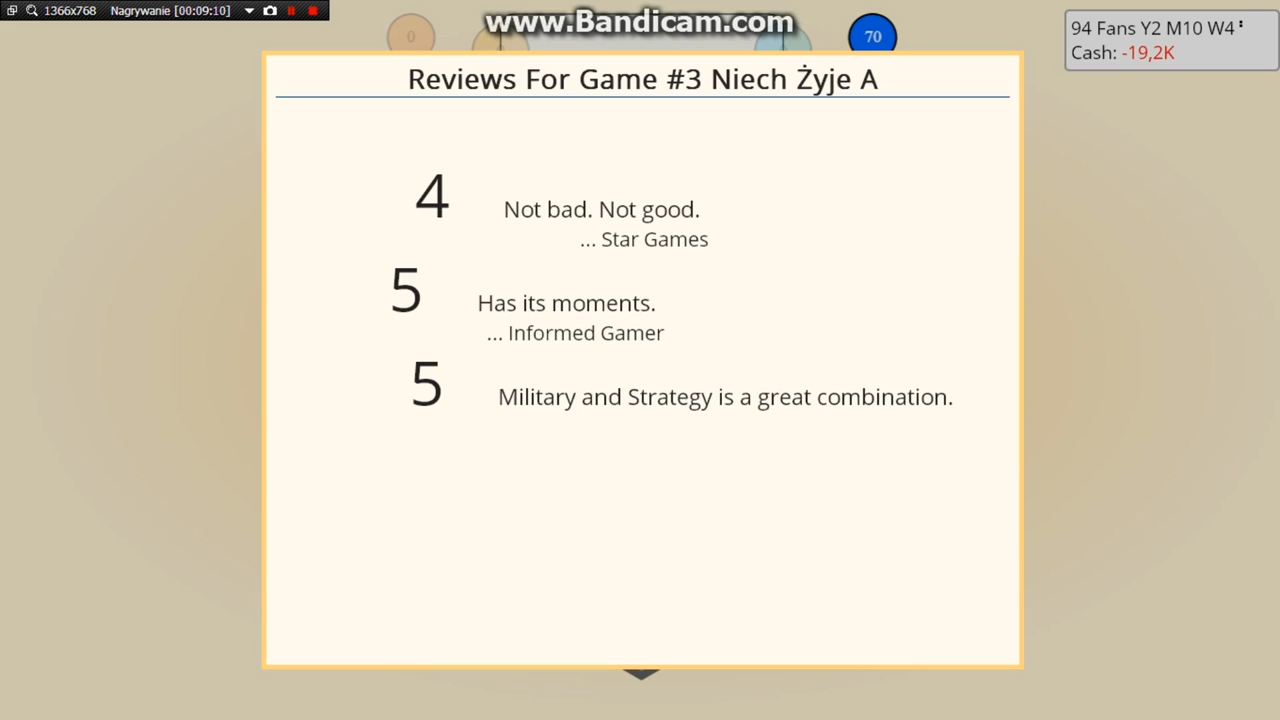 1366x768 Nagrywanie [00:09:10]
www.Bandicam.com
0
70
94 Fans Y2 M10 W4
Cash: -19,2K
Reviews For Game #3 Niech Żyje A
4 Not bad. Not good.
... Star Games
5 Has its moments.
... Informed Gamer
5 Military and Strategy is a great combination.